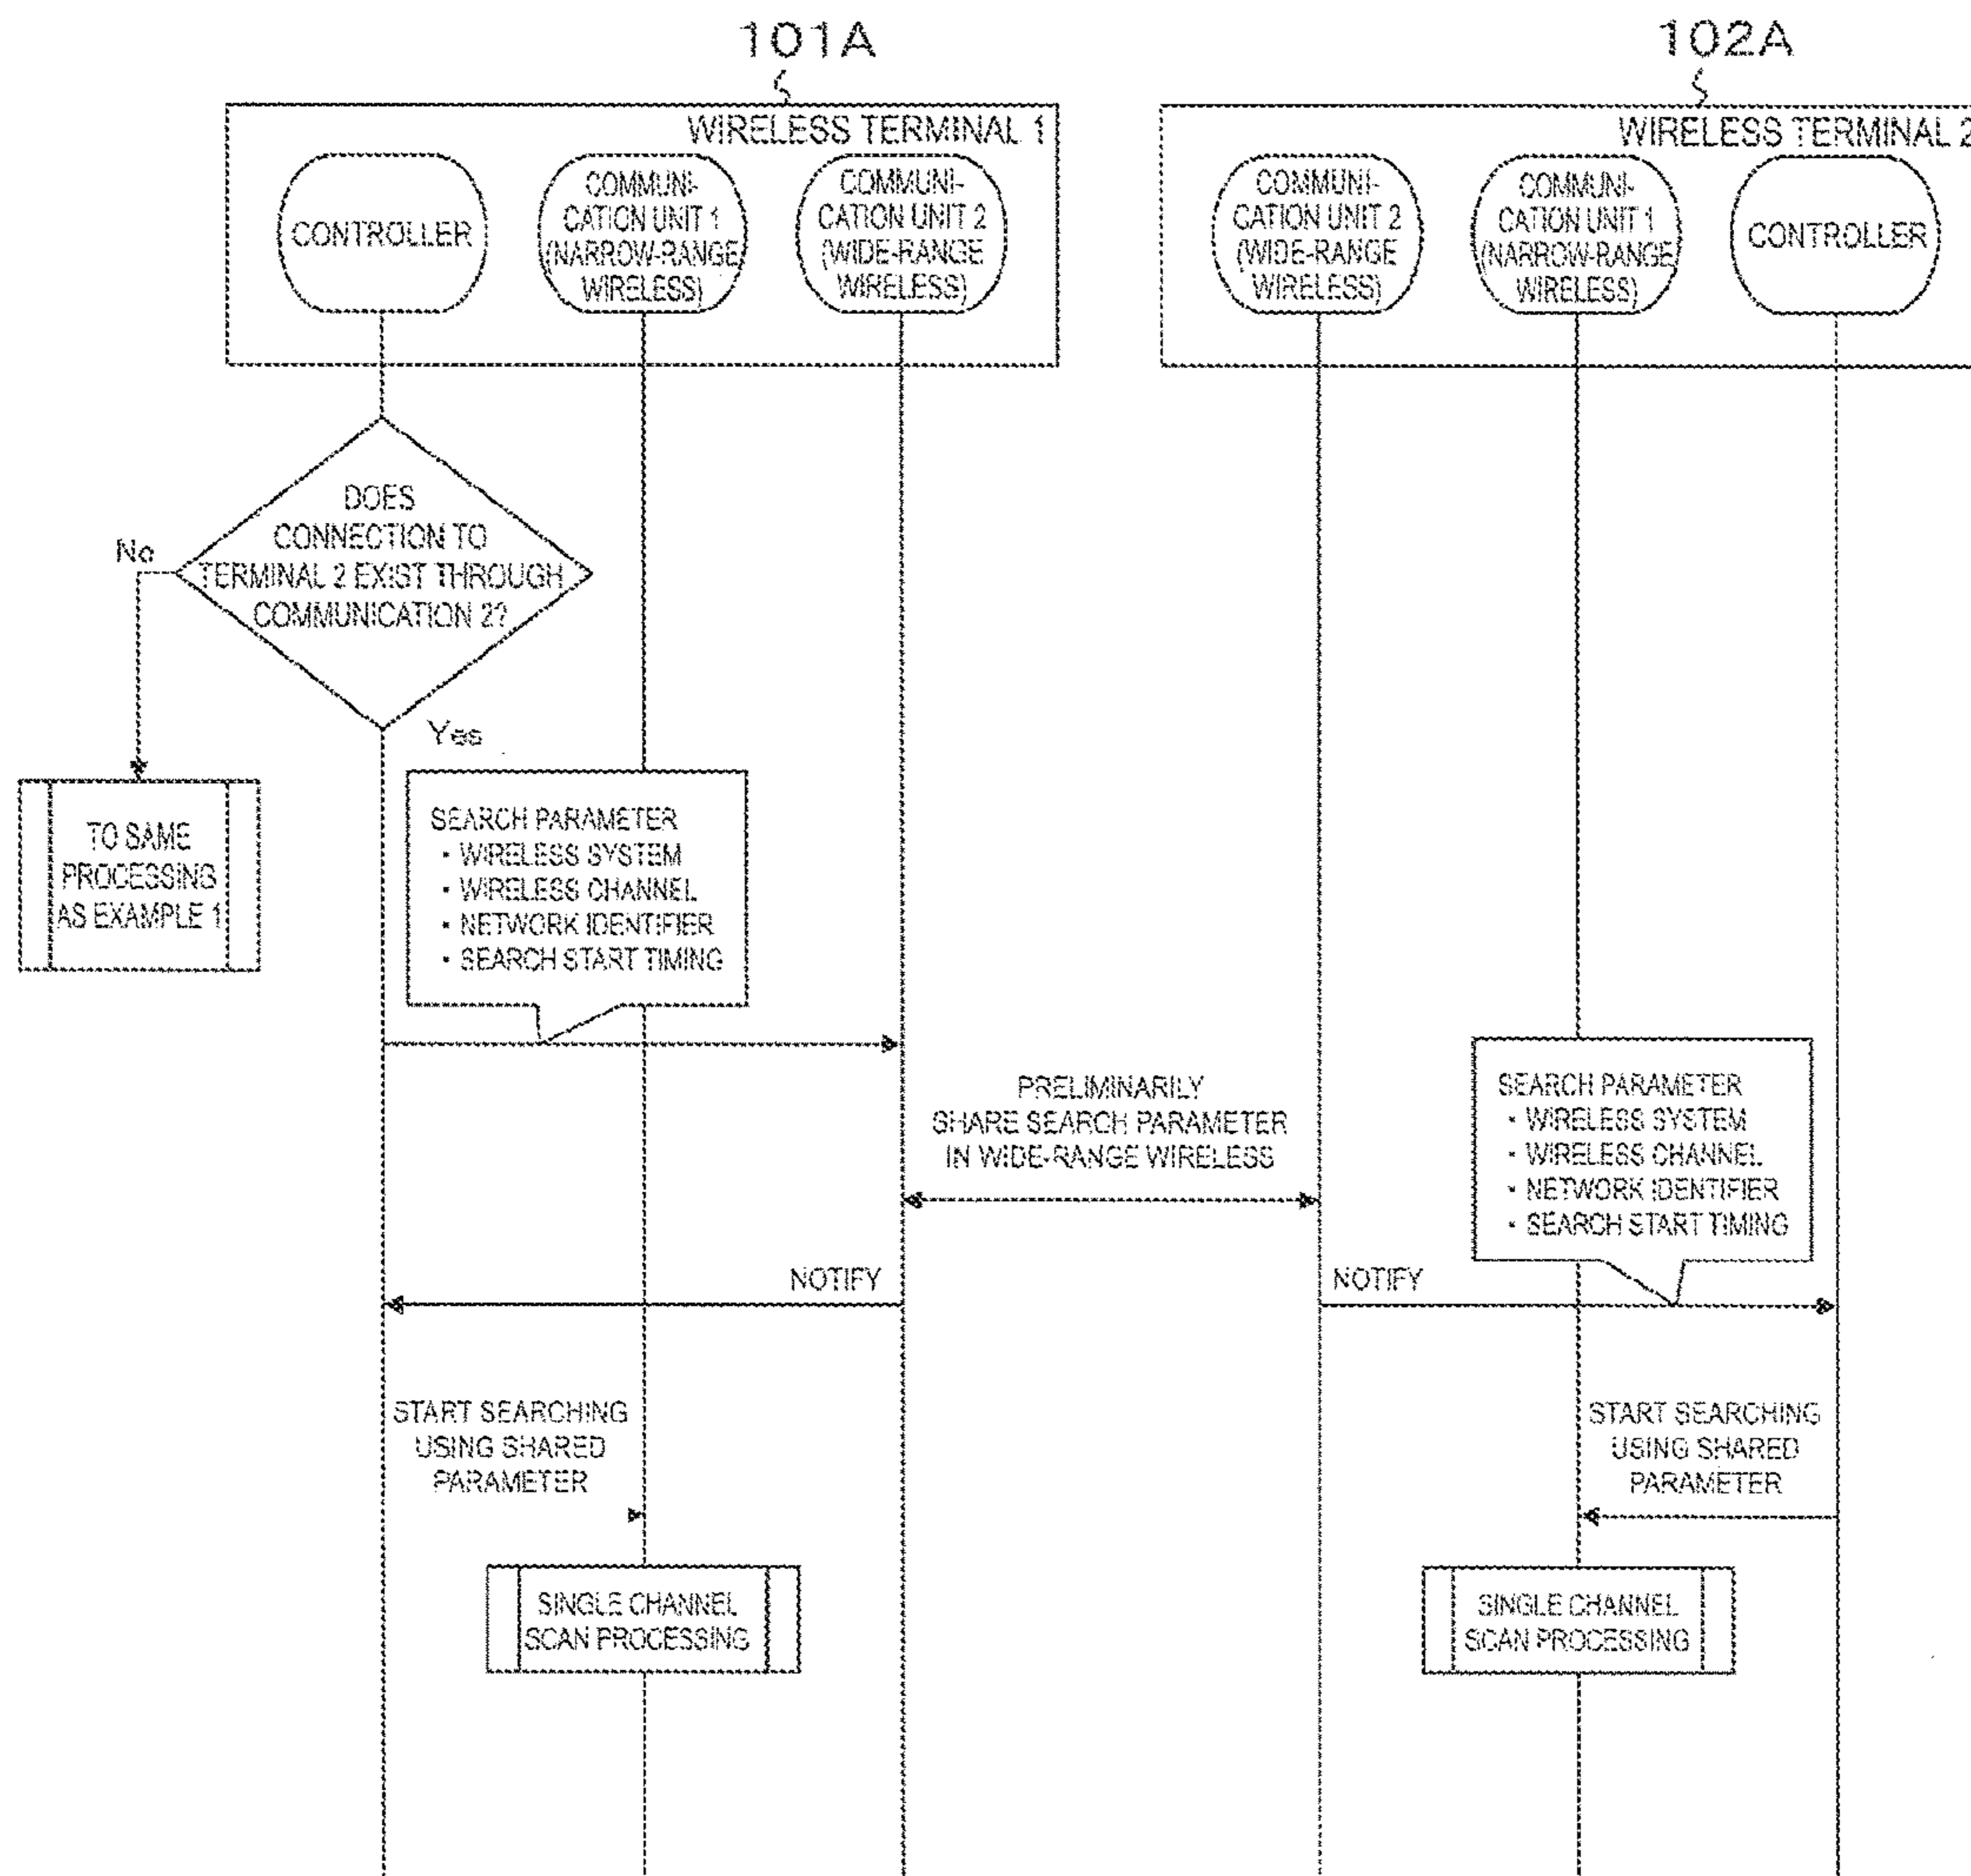 101A
102A
WIRELESS TERMINAL 1
WIRELESS TERMINAL 2
CONTROLLER
COMMUNI-
CATION UNIT 1
(NARROW-RANGE
WIRELESS)
COMMUNI-
CATION UNIT 2
(WIDE-RANGE
WIRELESS)
COMMUNI-
CATION UNIT 2
(WIDE-RANGE
WIRELESS)
COMMUNI-
CATION UNIT 1
(NARROW-RANGE
WIRELESS)
CONTROLLER
DOES
CONNECTION TO
TERMINAL 2 EXIST THROUGH
COMMUNICATION 2?
No
Yes
TO SAME
PROCESSING
AS EXAMPLE 1
SEARCH PARAMETER
・WIRELESS SYSTEM
・WIRELESS CHANNEL
・NETWORK IDENTIFIER
・SEARCH START TIMING
PRELIMINARILY
SHARE SEARCH PARAMETER
IN WIDE-RANGE WIRELESS
SEARCH PARAMETER
・WIRELESS SYSTEM
・WIRELESS CHANNEL
・NETWORK IDENTIFIER
・SEARCH START TIMING
NOTIFY
NOTIFY
START SEARCHING
USING SHARED
PARAMETER
START SEARCHING
USING SHARED
PARAMETER
SINGLE CHANNEL
SCAN PROCESSING
SINGLE CHANNEL
SCAN PROCESSING